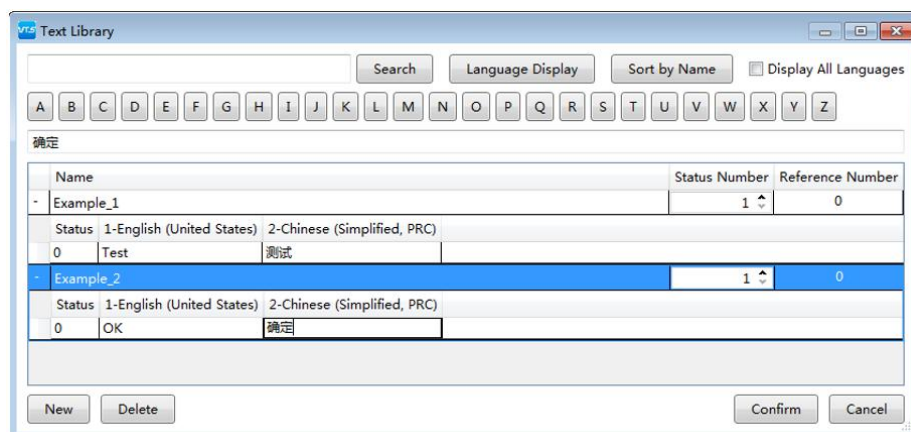 VTS Text Library
Search Language Display Sort by Name Display All Languages
A B C D E F G H I J K L M N O P Q R S T U V W X Y Z
确定
Name Status Number Reference Number
- Example_1 1 0
Status 1-English (United States) 2-Chinese (Simplified, PRC)
0 Test 测试
- Example_2 1 0
Status 1-English (United States) 2-Chinese (Simplified, PRC)
0 OK 确定
New Delete Confirm Cancel